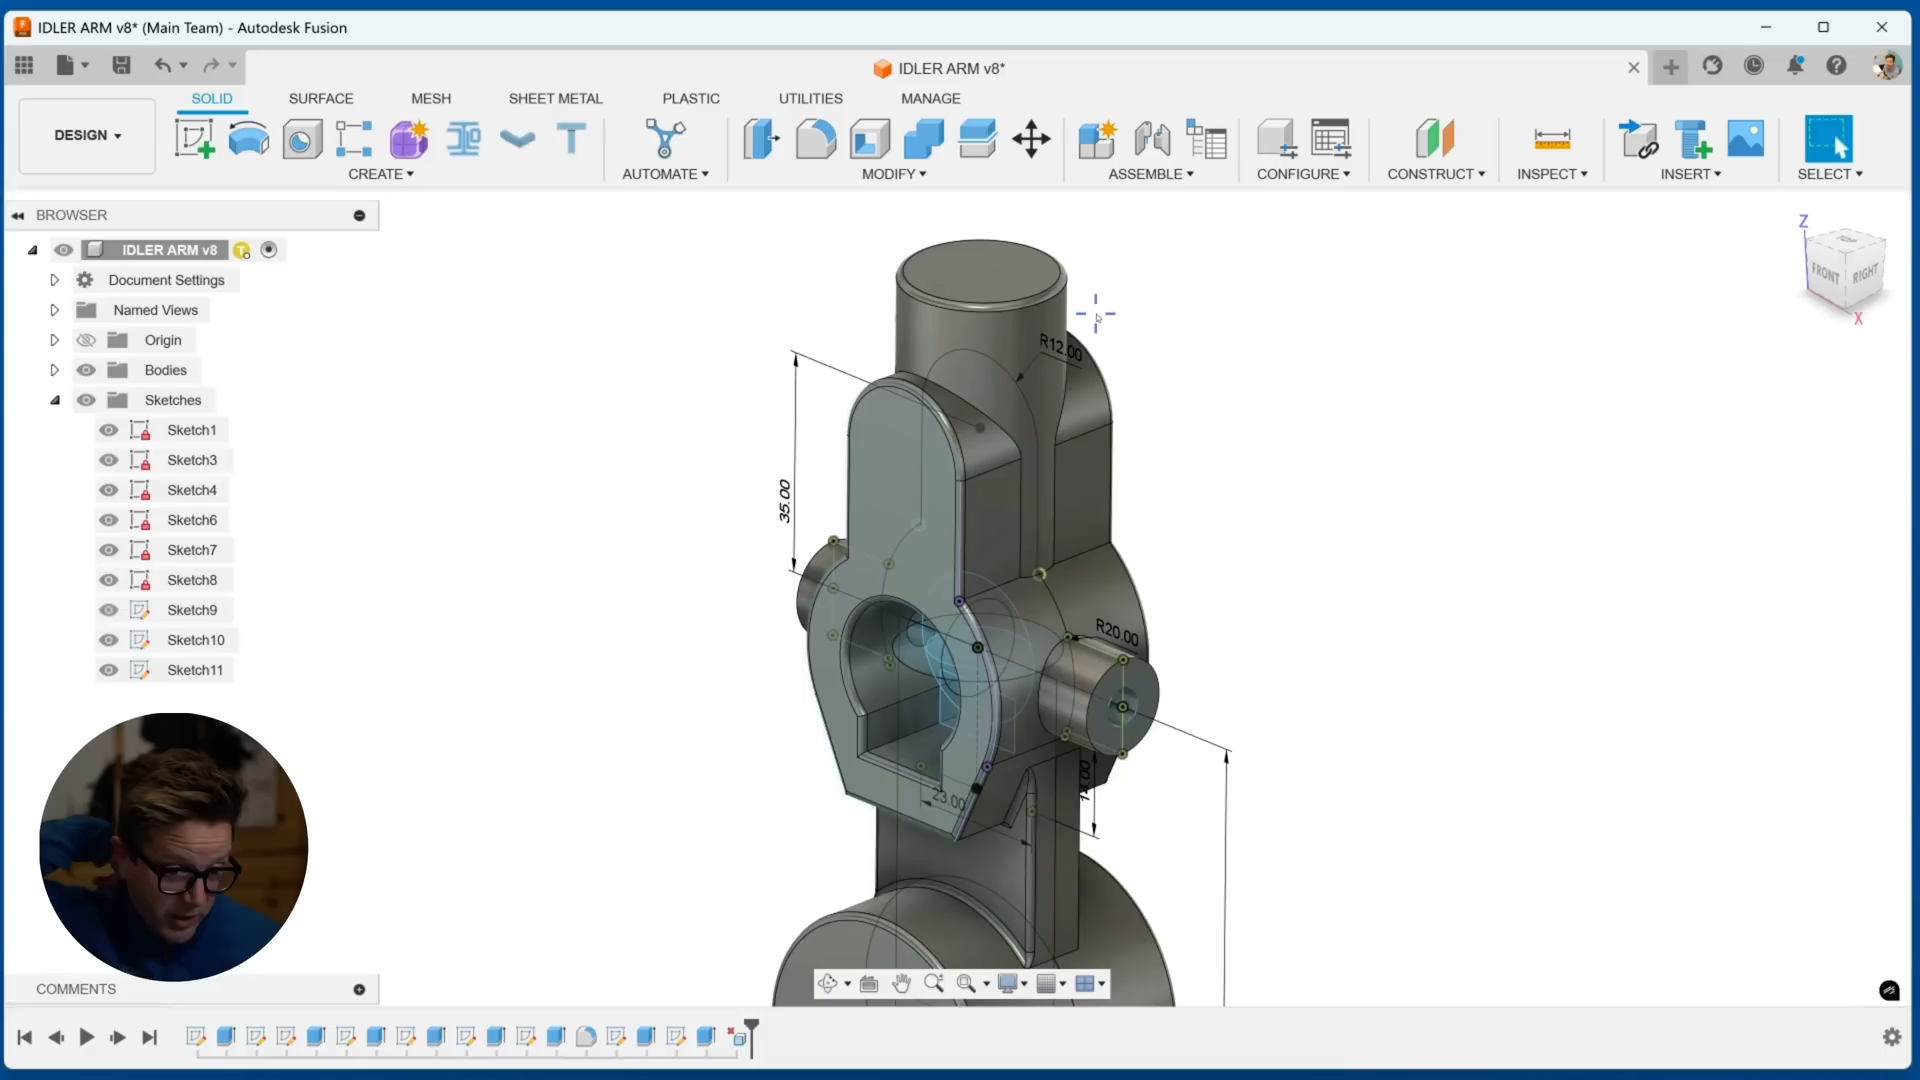 IDLER ARM v8* (Main Team) - Autodesk Fusion
IDLER ARM v8*
DESIGN
SOLID
SURFACE
MESH
SHEET METAL
PLASTIC
UTILITIES
MANAGE
CREATE
AUTOMATE
MODIFY
ASSEMBLE
CONFIGURE
CONSTRUCT
INSPECT
INSERT
SELECT
BROWSER
IDLER ARM v8
Document Settings
Named Views
Origin
Bodies
Sketches
Sketch1
Sketch3
Sketch4
Sketch6
Sketch7
Sketch8
Sketch9
Sketch10
Sketch11
Z
TOP
FRONT
RIGHT
X
R12.00
35.00
R20.00
23.00
COMMENTS